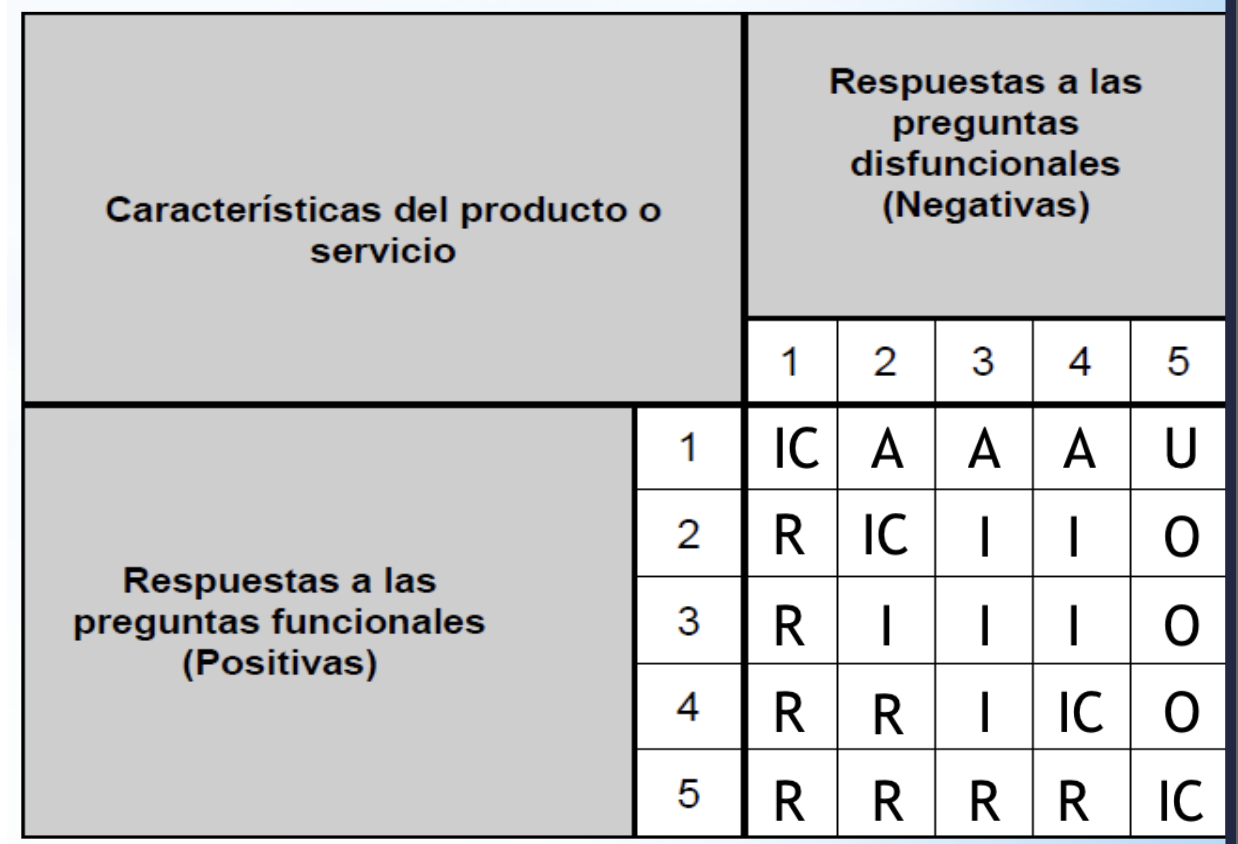 Características del producto o
servicio
Respuestas a las
preguntas
disfuncionales
(Negativas)
1 2 3 4 5
Respuestas a las
preguntas funcionales
(Positivas)
1 IC A A A U
2 R IC I I O
3 R I I I O
4 R R I IC O
5 R R R R IC